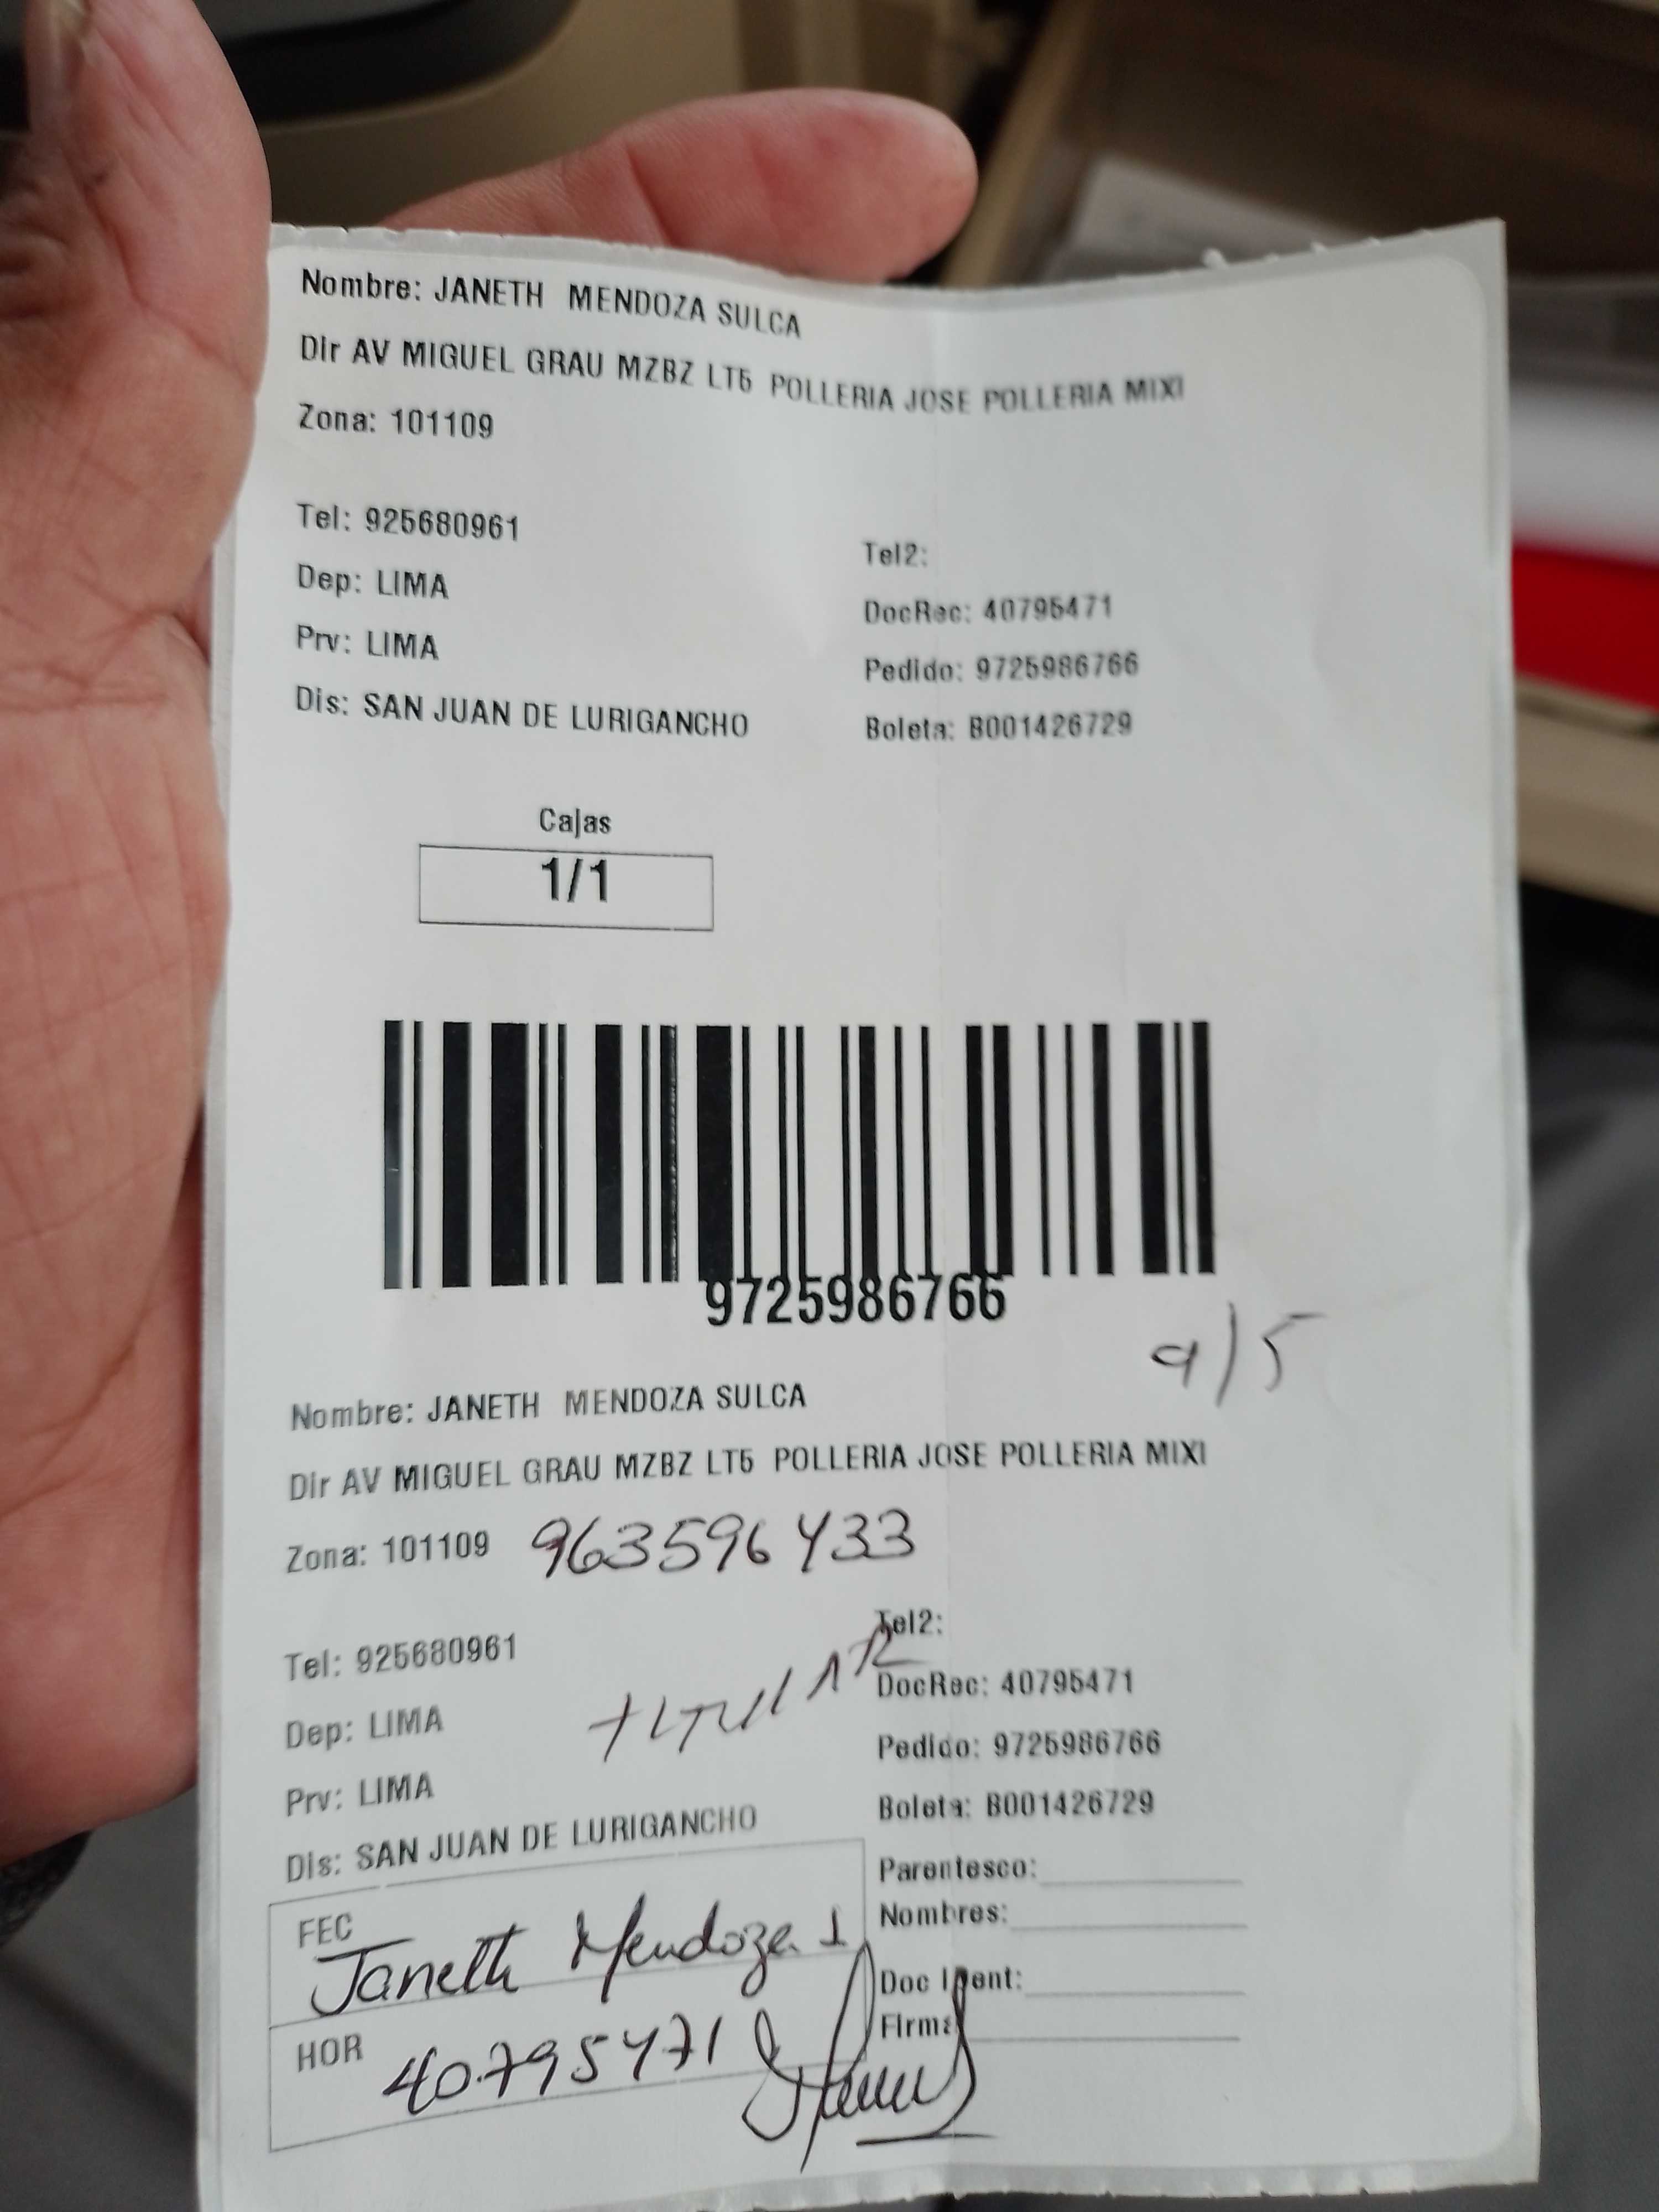 Nombre: JANETH MENDOZA SULCA
Dir AV MIGUEL GRAU MZBZ LT5 POLLERIA JOSE POLLERIA MIXI
Zona: 101109
Tel: 925680961
Tel2:
Dep: LIMA
DocRec: 40795471
Prv: LIMA
Pedido: 9725986766
Dis: SAN JUAN DE LURIGANCHO
Boleta: B001426729
Cajas
1/1
9725986766
9/5
Nombre: JANETH MENDOZA SULCA
Dir AV MIGUEL GRAU MZBZ LT5 POLLERIA JOSE POLLERIA MIXI
Zona: 101109 963596433
Tel: 925680961
Tel2:
DocRec: 40795471
Dep: LIMA
Pedido: 9725986766
Prv: LIMA
Boleta: B001426729
Dis: SAN JUAN DE LURIGANCHO
Parentesco:
FEC
Nombres:
Janeth Mendoza
Doc Ident:
HOR
Firma
40795471